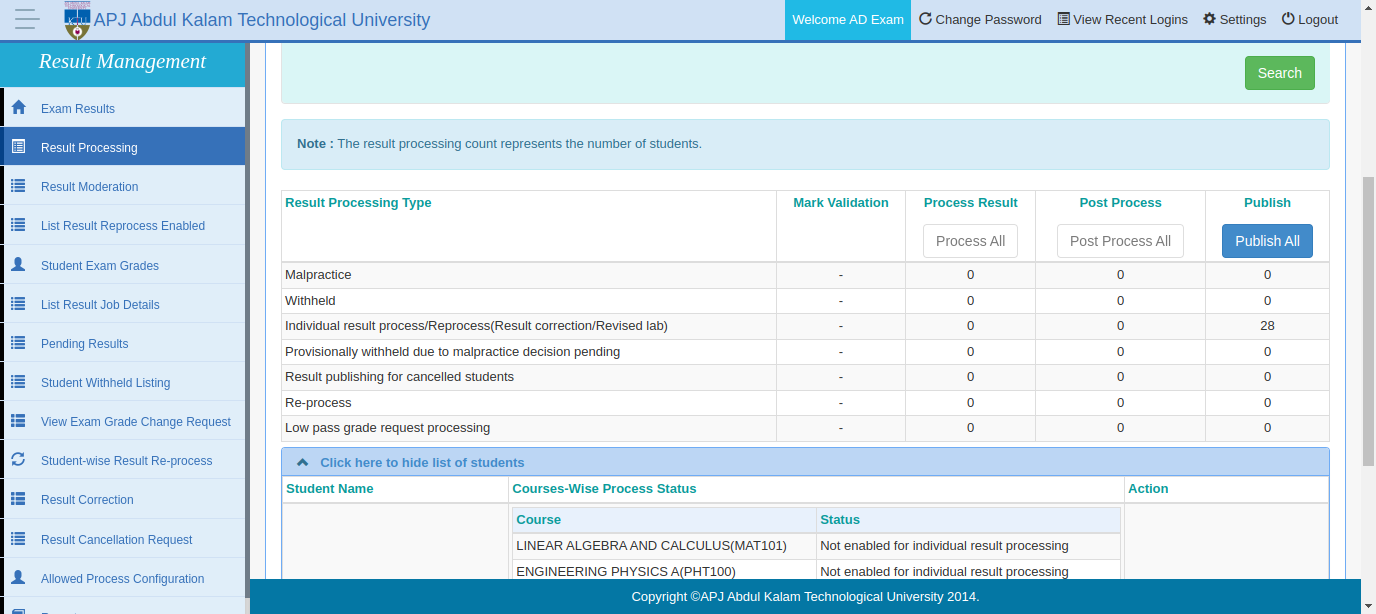 APJ Abdul Kalam Technological University
Welcome AD Exam Change Password View Recent Logins Settings Logout
Result Management
Exam Results
Result Processing
Result Moderation
List Result Reprocess Enabled
Student Exam Grades
List Result Job Details
Pending Results
Student Withheld Listing
View Exam Grade Change Request
Student-wise Result Re-process
Result Correction
Result Cancellation Request
Allowed Process Configuration
Search
Note : The result processing count represents the number of students.
Result Processing Type Mark Validation Process Result Post Process Publish
Process All Post Process All Publish All
Malpractice - 0 0 0
Withheld - 0 0 0
Individual result process/Reprocess(Result correction/Revised lab) - 0 0 28
Provisionally withheld due to malpractice decision pending - 0 0 0
Result publishing for cancelled students - 0 0 0
Re-process - 0 0 0
Low pass grade request processing - 0 0 0
Click here to hide list of students
Student Name Courses-Wise Process Status Action
Course Status
LINEAR ALGEBRA AND CALCULUS(MAT101) Not enabled for individual result processing
ENGINEERING PHYSICS A(PHT100) Not enabled for individual result processing
Copyright ©APJ Abdul Kalam Technological University 2014.